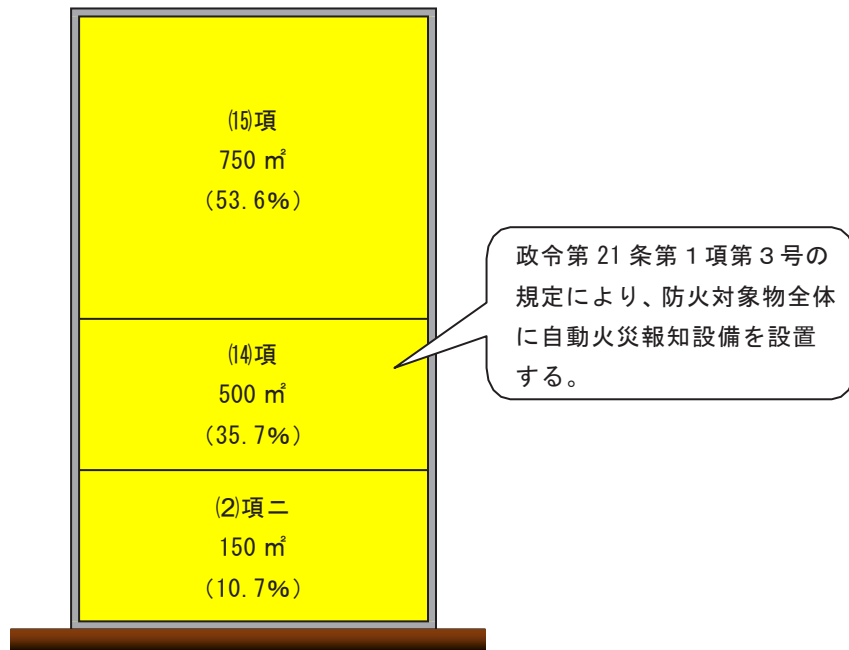 ⒂項
750 ㎡
（53.6％）
⒁項
500 ㎡
（35.7％）
⑵項ニ
150 ㎡
（10.7％）
政令第 21 条第１項第３号の
規定により、防火対象物全体
に自動火災報知設備を設置
する。